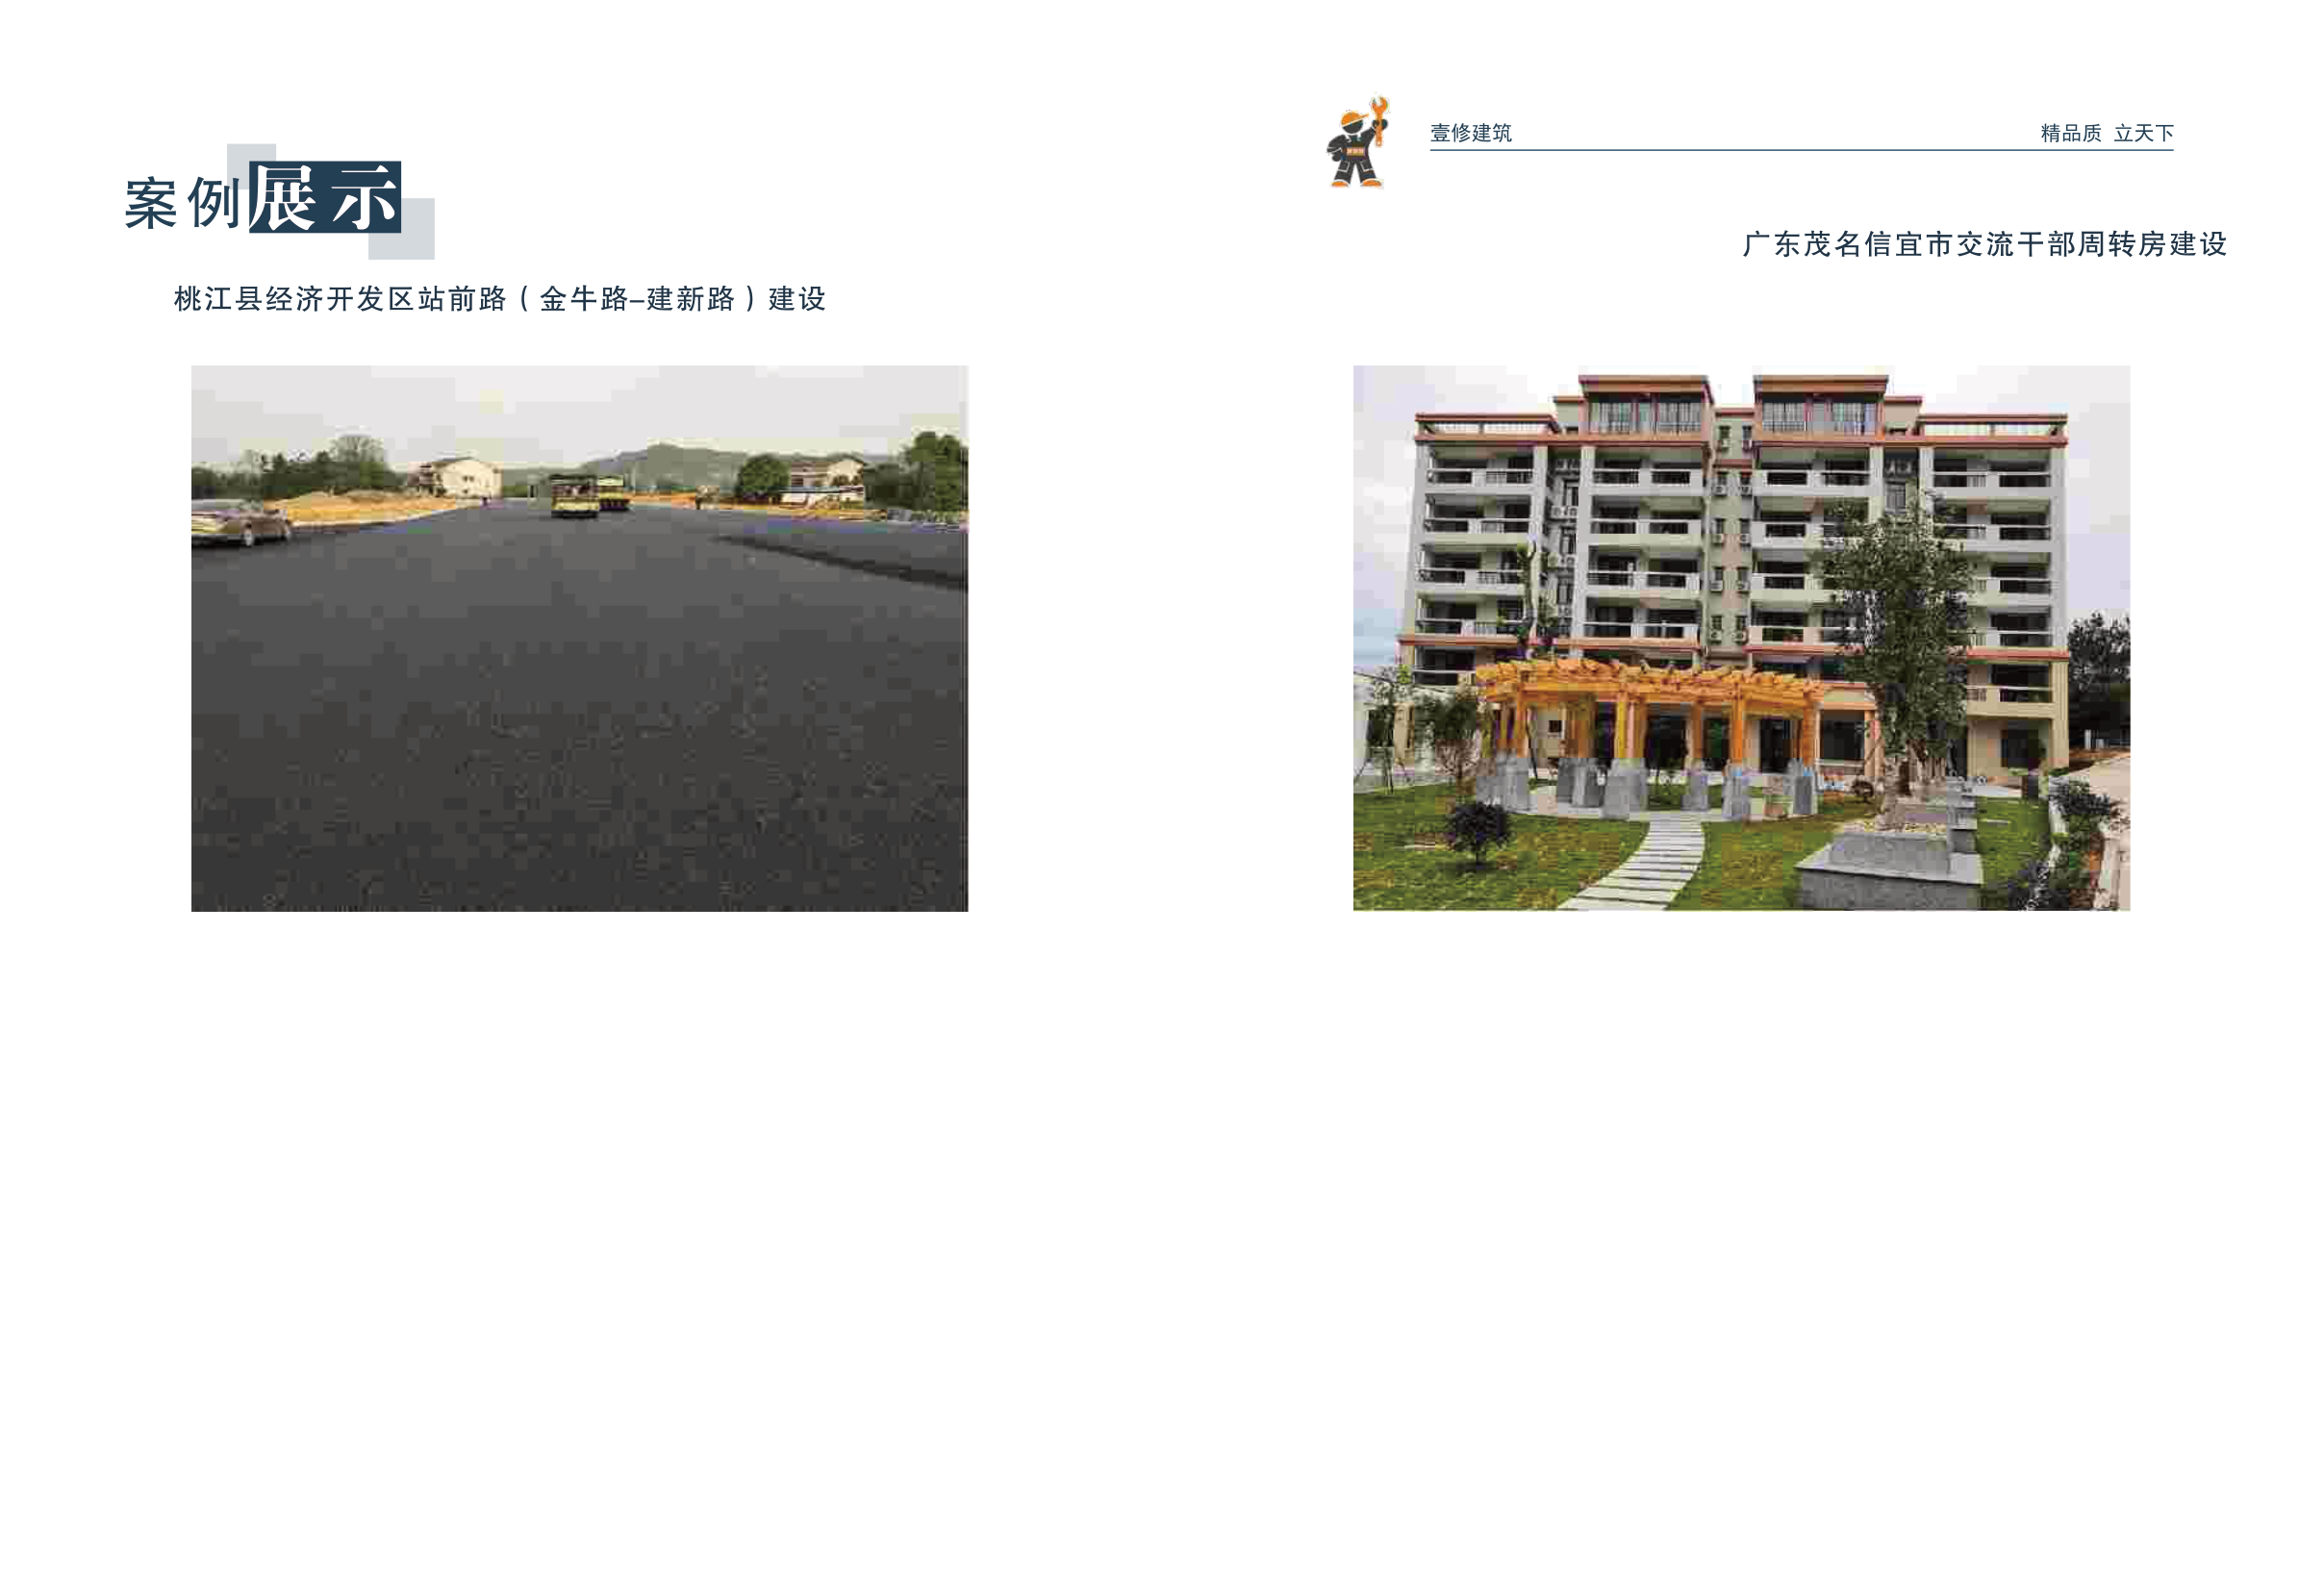 案例展示
桃江县经济开发区站前路（金牛路–建新路）建设
壹修建筑
精品质 立天下
广东茂名信宜市交流干部周转房建设